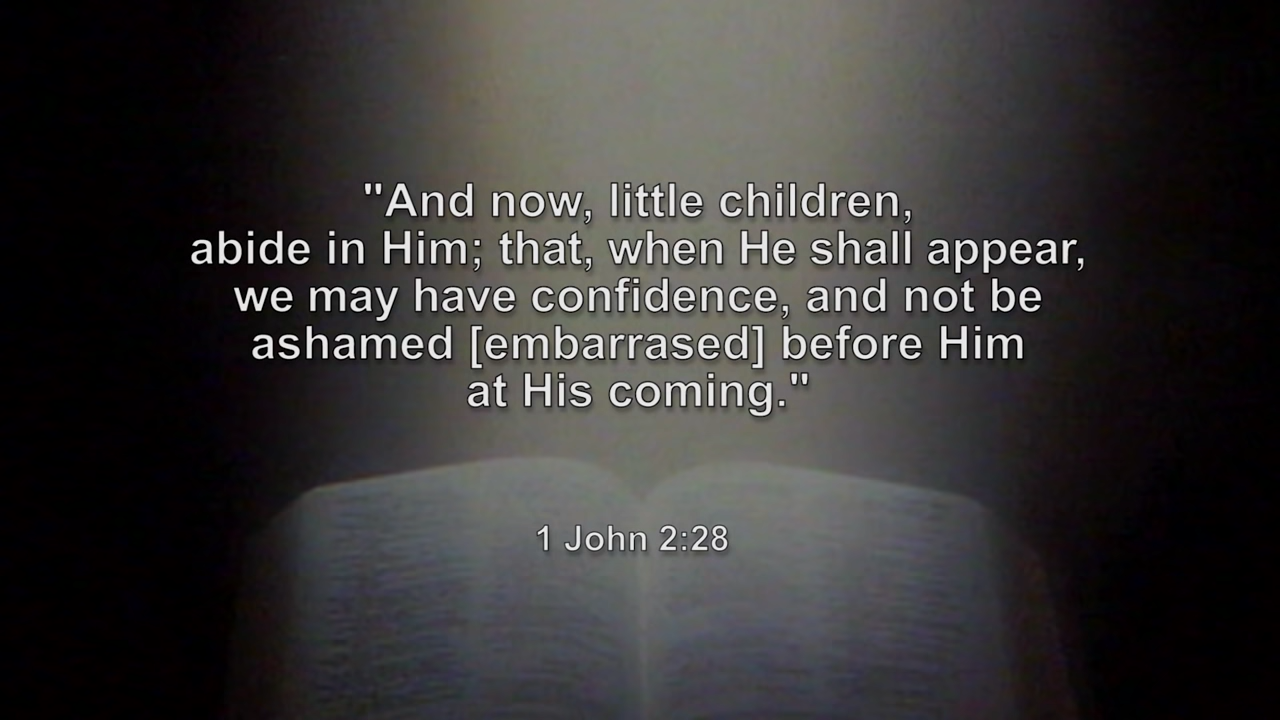 "And now, little children,
abide in Him; that, when He shall appear,
we may have confidence, and not be
ashamed [embarrased] before Him
at His coming."
1 John 2:28